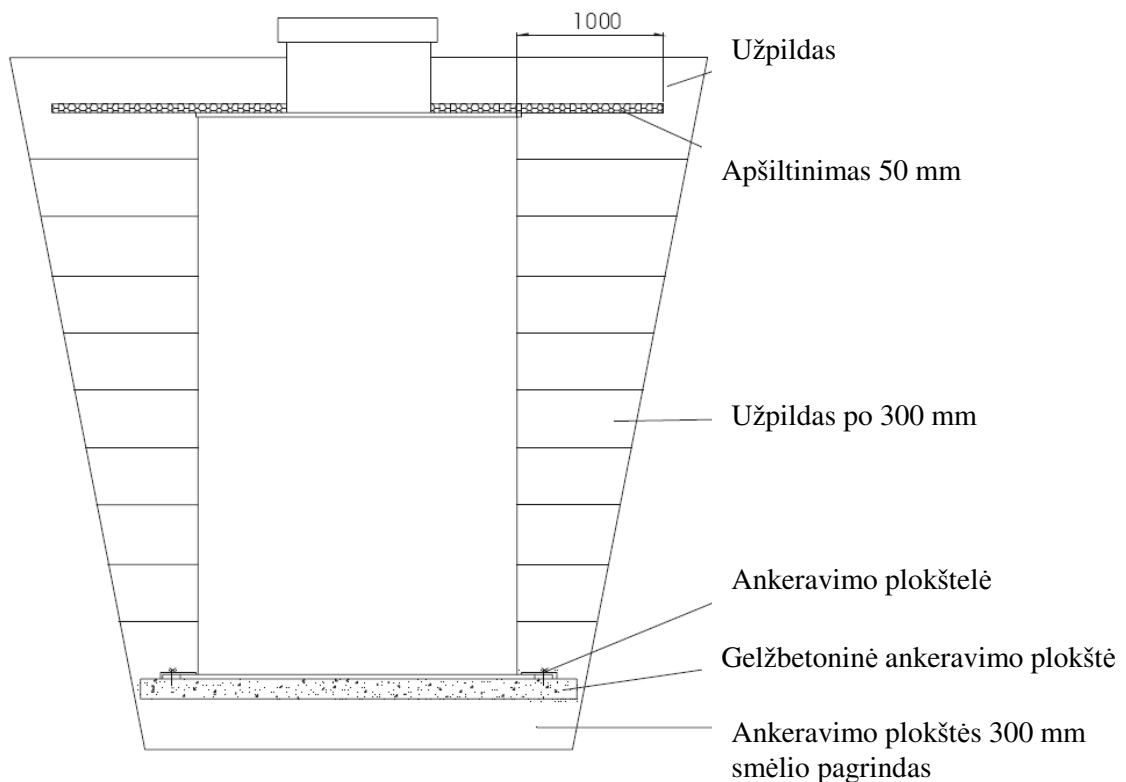 1000
Užpildas
Apšiltinimas 50 mm
Užpildas po 300 mm
Ankeravimo plokštelė
Gelžbetoninė ankeravimo plokštė
Ankeravimo plokštės 300 mm
smėlio pagrindas